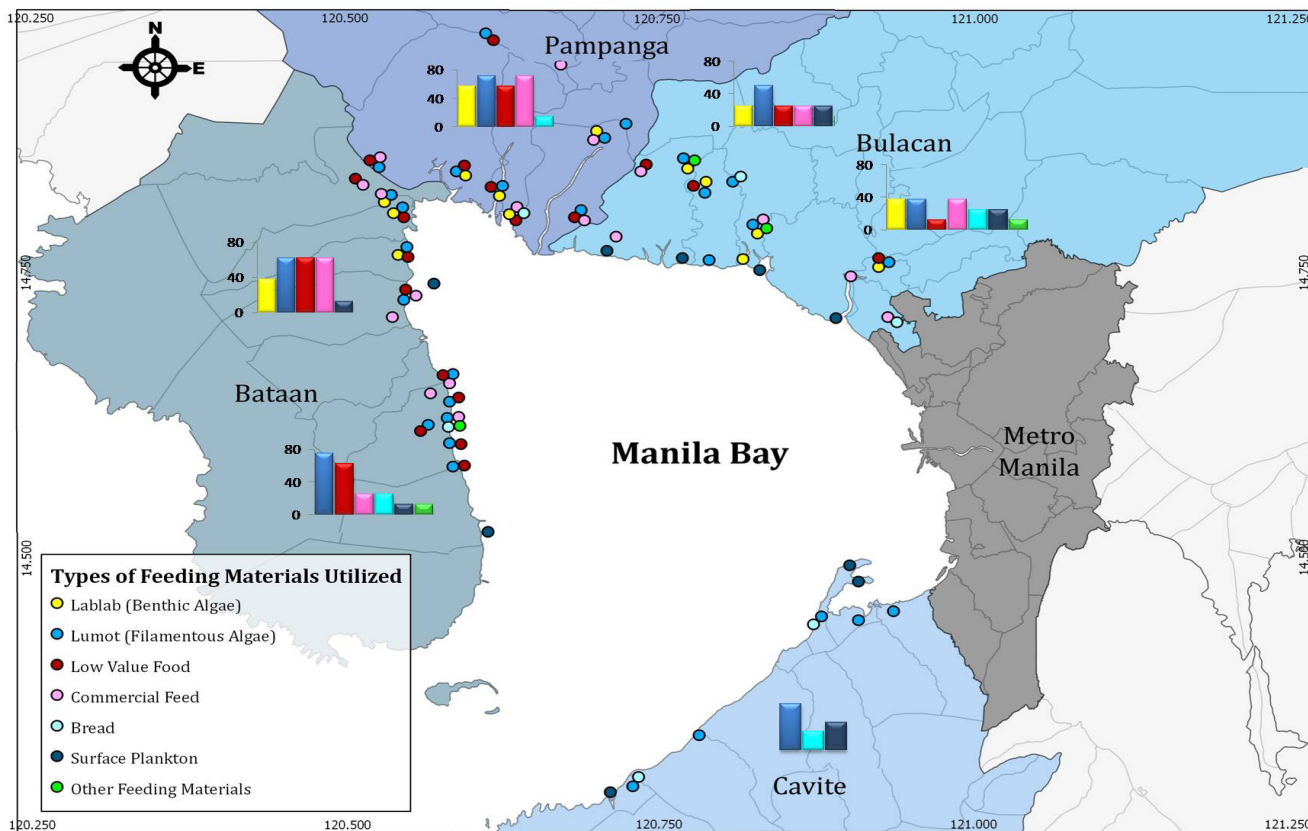 120.250
120.500
120.750
121.000
121.250
N
E
Pampanga
80
40
0
80
40
0
Bulacan
80
40
0
14.750
14.750
80
40
0
Bataan
Manila Bay
Metro
Manila
80
40
0
14.500
14.500
Types of Feeding Materials Utilized
Lablab (Benthic Algae)
Lumot (Filamentous Algae)
Low Value Food
Commercial Feed
Bread
Surface Plankton
Other Feeding Materials
Cavite
120.250
120.500
120.750
121.000
121.250